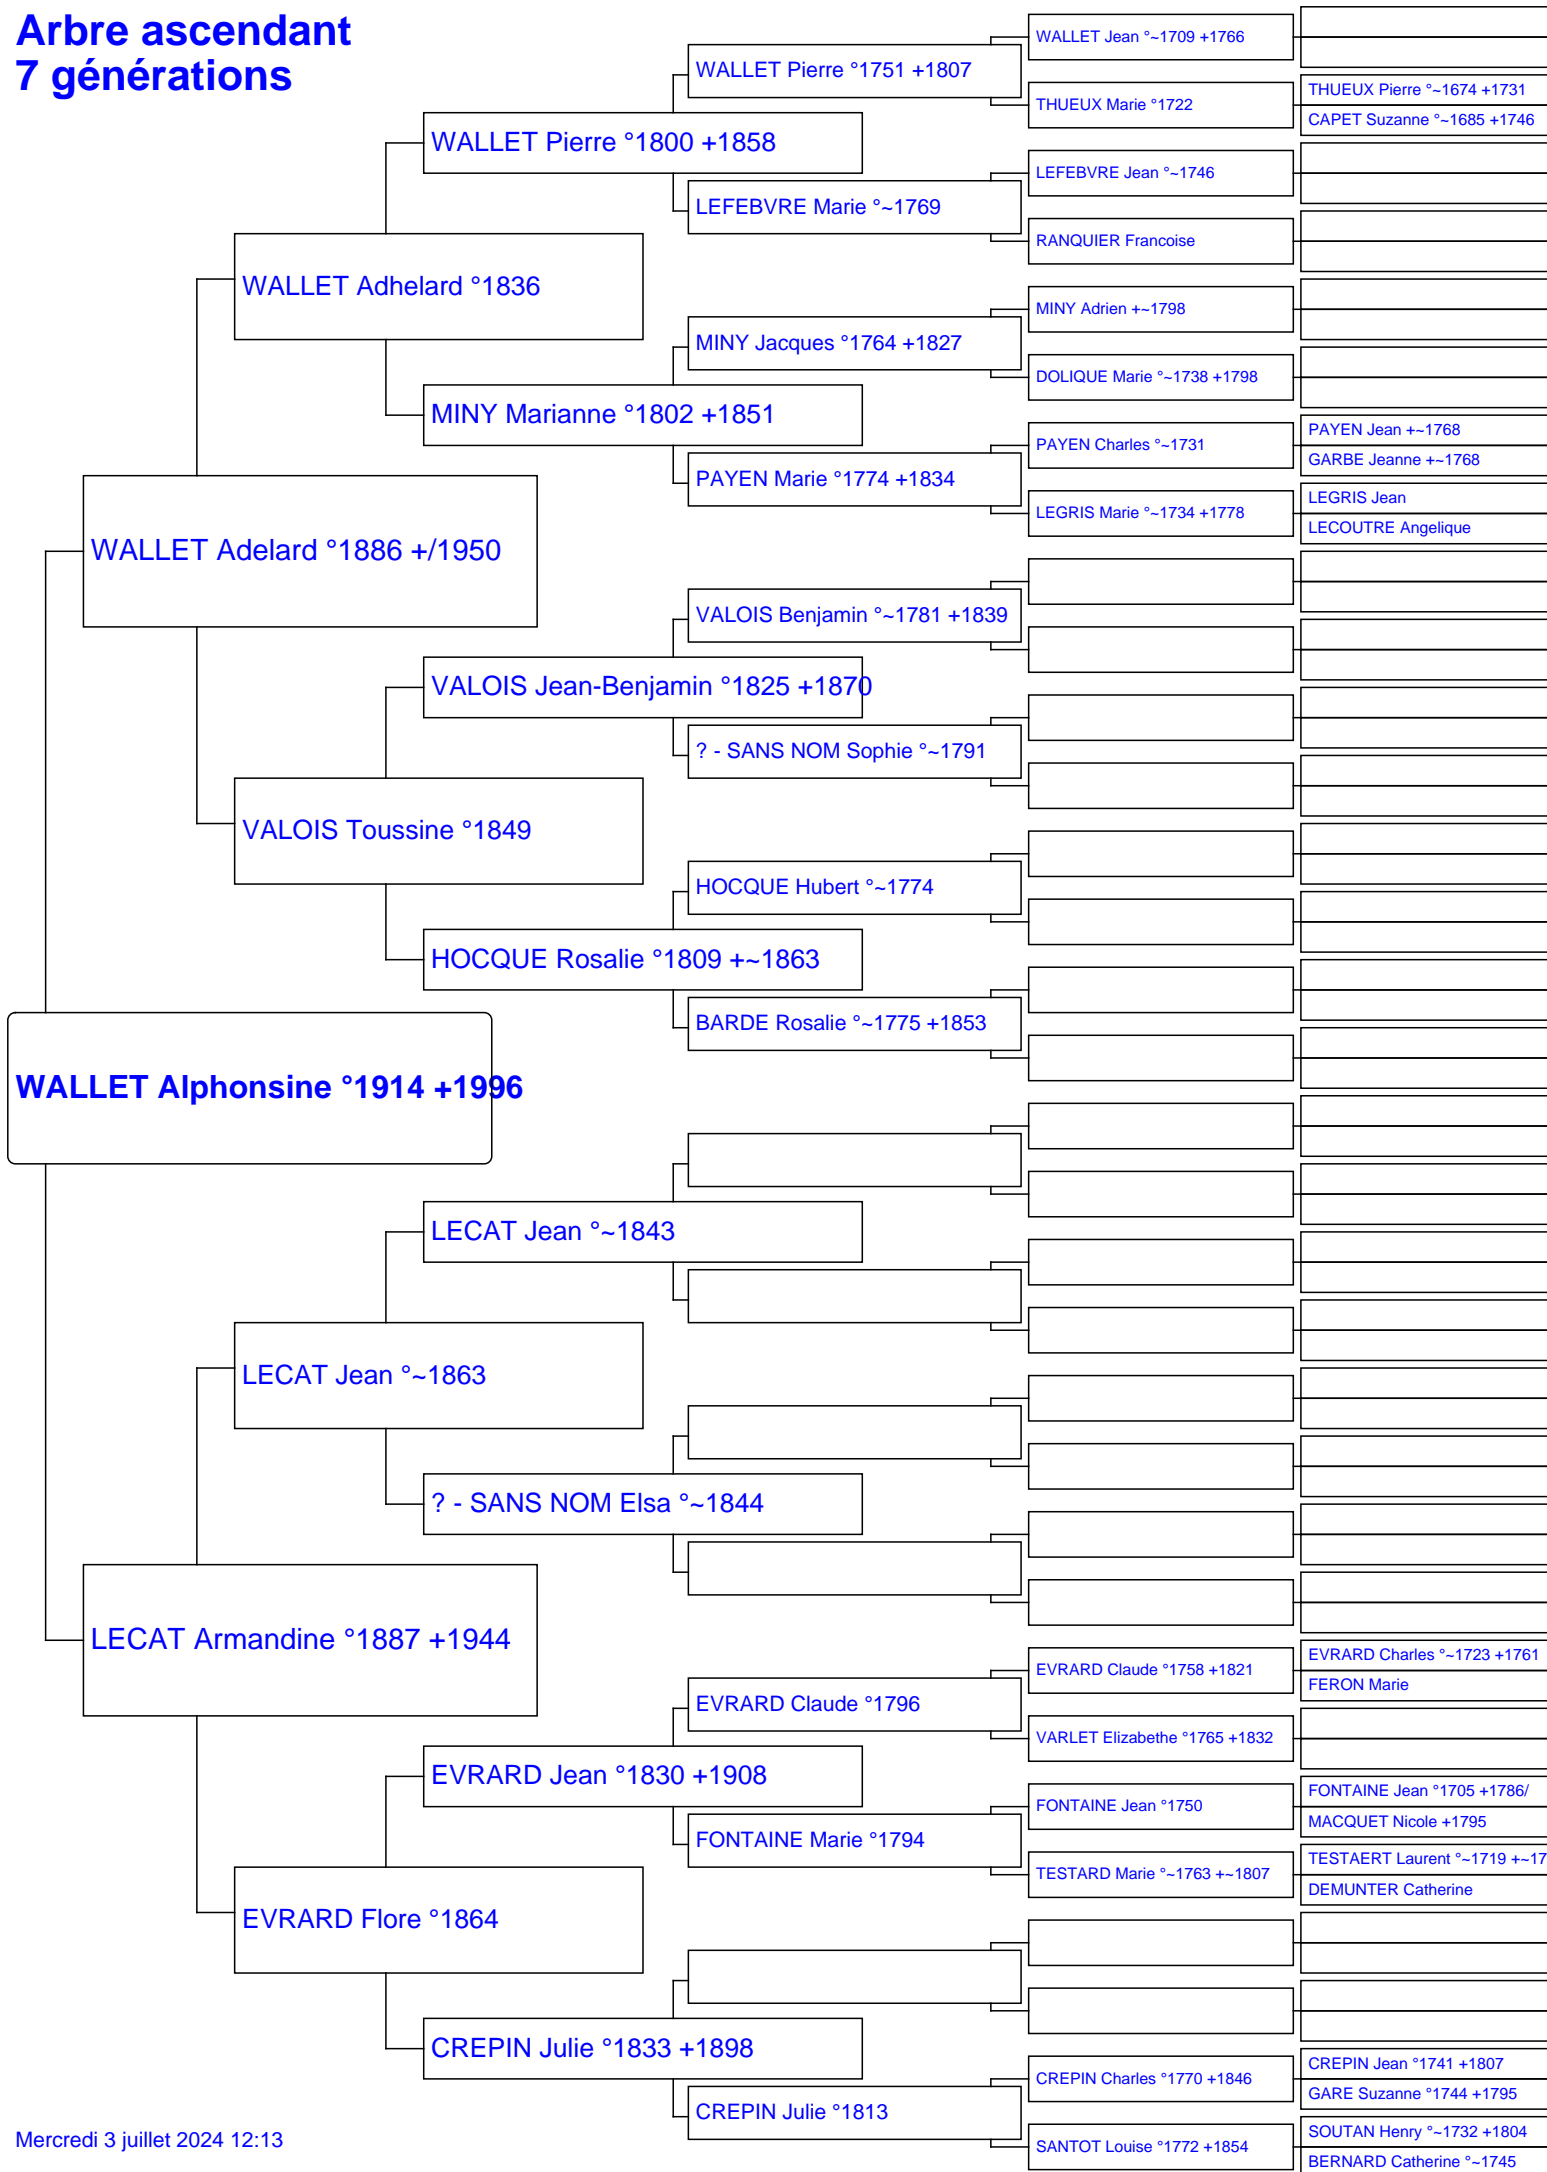 Arbre ascendant
7 générations
WALLET Jean °~1709 +1766
WALLET Pierre °1751 +1807
THUEUX Pierre °~1674 +1731
THUEUX Marie °1722
CAPET Suzanne °~1685 +1746
WALLET Pierre °1800 +1858
LEFEBVRE Jean °~1746
LEFEBVRE Marie °~1769
RANQUIER Francoise
WALLET Adhelard °1836
MINY Adrien +~1798
MINY Jacques °1764 +1827
DOLIQUE Marie °~1738 +1798
MINY Marianne °1802 +1851
PAYEN Jean +~1768
PAYEN Charles °~1731
GARBE Jeanne +~1768
PAYEN Marie °1774 +1834
LEGRIS Jean
LEGRIS Marie °~1734 +1778
LECOUTRE Angelique
WALLET Adelard °1886 +/1950
VALOIS Benjamin °~1781 +1839
VALOIS Jean-Benjamin °1825 +1870
? - SANS NOM Sophie °~1791
VALOIS Toussine °1849
HOCQUE Hubert °~1774
HOCQUE Rosalie °1809 +~1863
BARDE Rosalie °~1775 +1853
WALLET Alphonsine °1914 +1996
LECAT Jean °~1843
LECAT Jean °~1863
? - SANS NOM Elsa °~1844
LECAT Armandine °1887 +1944
EVRARD Charles °~1723 +1761
EVRARD Claude °1758 +1821
FERON Marie
EVRARD Claude °1796
VARLET Elizabethe °1765 +1832
EVRARD Jean °1830 +1908
FONTAINE Jean °1705 +1786/
FONTAINE Jean °1750
MACQUET Nicole +1795
FONTAINE Marie °1794
TESTAERT Laurent °~1719 +~17
TESTARD Marie °~1763 +~1807
DEMUNTER Catherine
EVRARD Flore °1864
CREPIN Julie °1833 +1898
CREPIN Jean °1741 +1807
CREPIN Charles °1770 +1846
GARE Suzanne °1744 +1795
CREPIN Julie °1813
SOUTAN Henry °~1732 +1804
SANTOT Louise °1772 +1854
BERNARD Catherine °~1745
Mercredi 3 juillet 2024 12:13